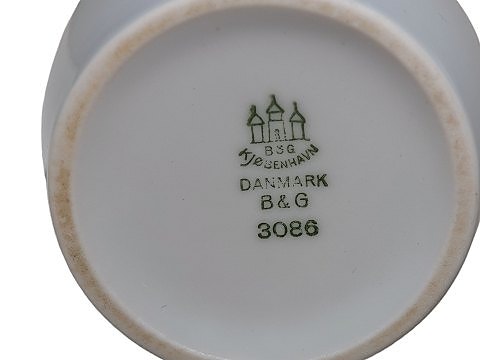 B&G
KJØBENHAVN
DANMARK
B & G
3086